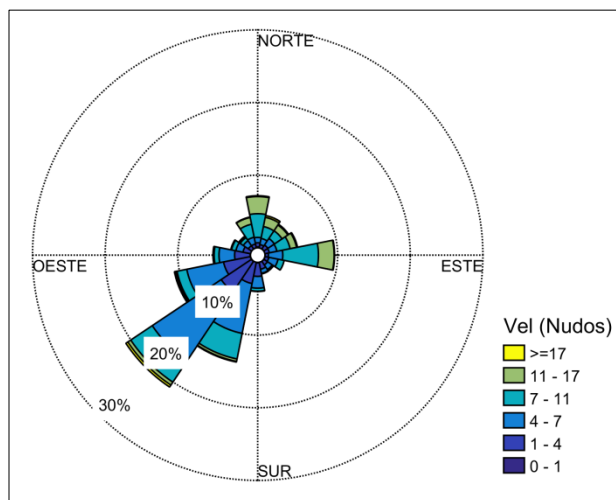 NORTE
OESTE
ESTE
10%
20%
30%
SUR
Vel (Nudos)
>=17
11 - 17
7 - 11
4 - 7
1 - 4
0 - 1